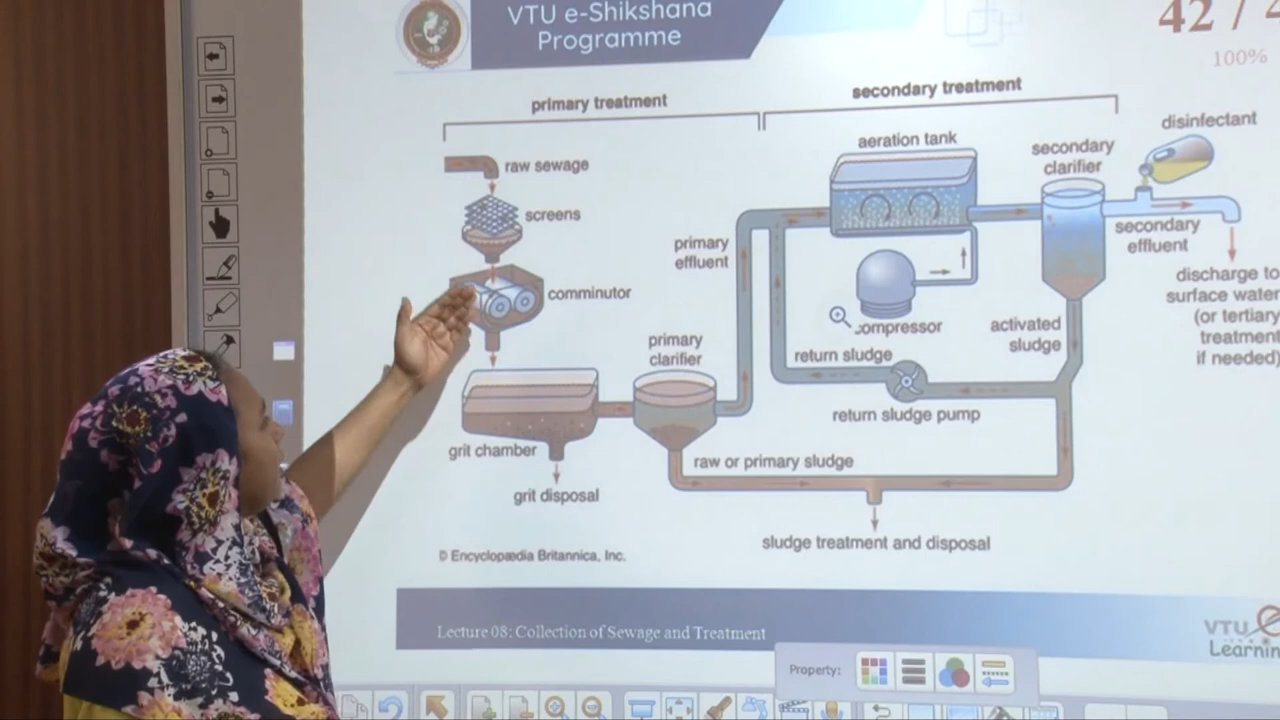 VTU e-Shikshana
Programme
42 /
100%
primary treatment
secondary treatment
raw sewage
screens
comminutor
grit chamber
grit disposal
primary
clarifier
primary
effluent
raw or primary sludge
aeration tank
compressor
return sludge
return sludge pump
secondary
clarifier
activated
sludge
disinfectant
secondary
effluent
discharge to
surface water
(or tertiary
treatment
if needed)
sludge treatment and disposal
© Encyclopædia Britannica, Inc.
Lecture 08: Collection of Sewage and Treatment
VTU
Learnin
Property: